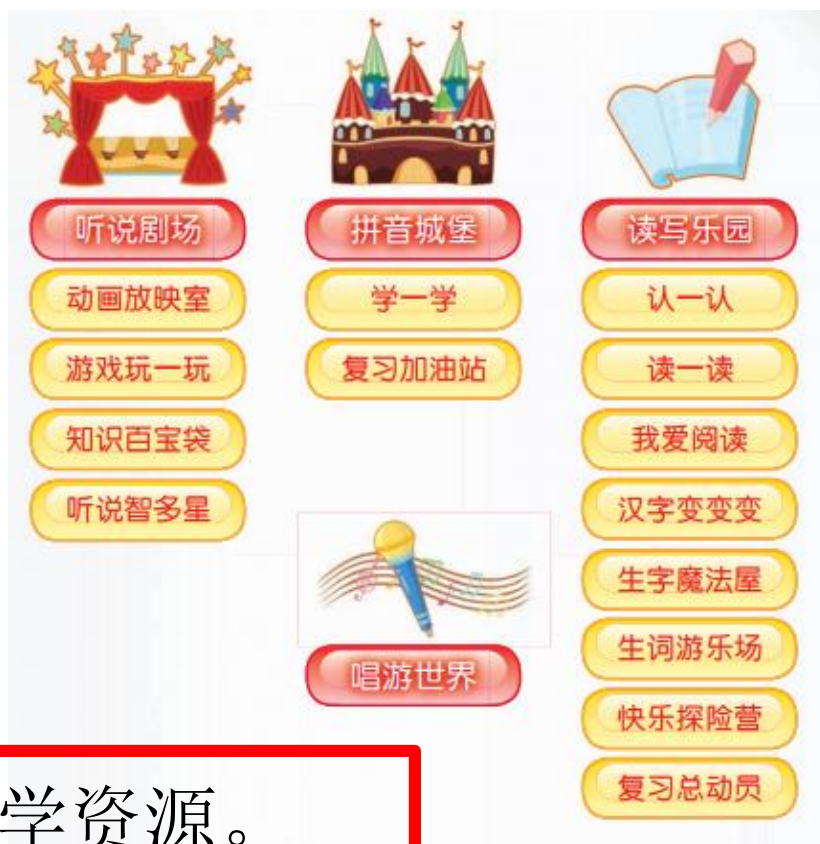 听说剧场
动画放映室
游戏玩一玩
知识百宝袋
听说智多星
拼音城堡
学一学
复习加油站
唱游世界
读写乐园
认一认
读一读
我爱阅读
汉字变变变
生字魔法屋
生词游乐场
快乐探险营
复习总动员
学资源。